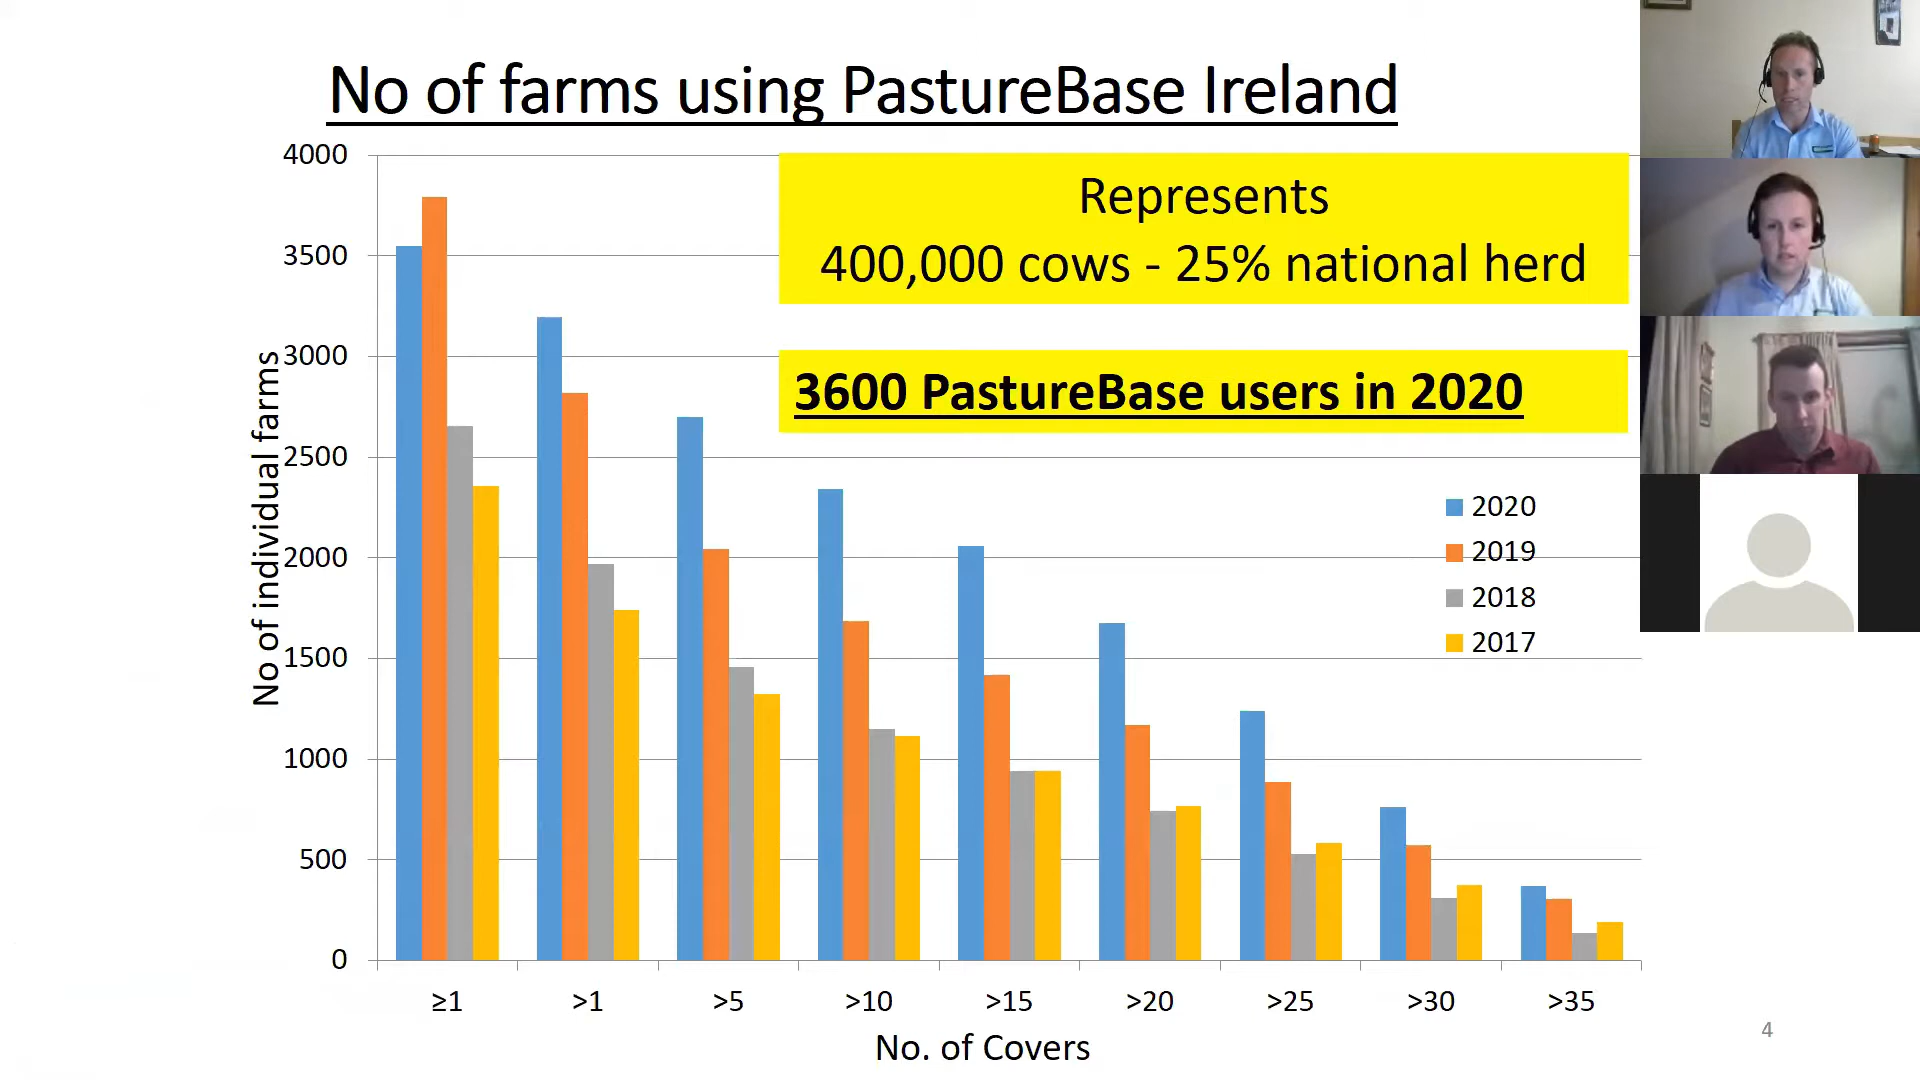 No of farms using PastureBase Ireland
4000
3500
3000
2500
2000
1500
1000
500
0
No of individual farms
Represents
400,000 cows - 25% national herd
3600 PastureBase users in 2020
2020
2019
2018
2017
≥1 >1 >5 >10 >15 >20 >25 >30 >35
No. of Covers
4